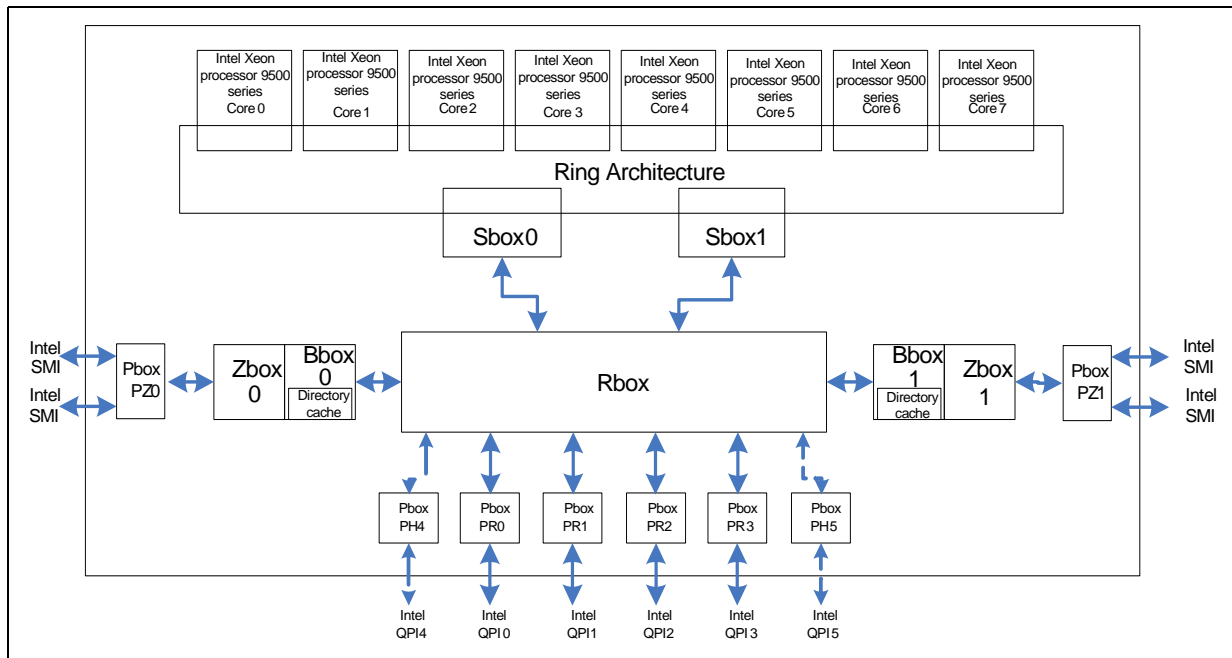 Intel Xeon
processor 9500
series
Core 0
Intel Xeon
processor 9500
series
Core 1
Intel Xeon
processor 9500
series
Core 2
Intel Xeon
processor 9500
series
Core 3
Intel Xeon
processor 9500
series
Core 4
Intel Xeon
processor 9500
series
Core 5
Intel Xeon
processor 9500
series
Core 6
Intel Xeon
processor 9500
series
Core 7
Ring Architecture
Sbox0
Sbox1
Intel
SMI
Intel
SMI
Pbox
PZ0
Zbox
0
Bbox
0
Directory
cache
Rbox
Bbox
1
Directory
cache
Zbox
1
Pbox
PZ1
Intel
SMI
Intel
SMI
Pbox
PH4
Pbox
PR0
Pbox
PR1
Pbox
PR2
Pbox
PR3
Pbox
PH5
Intel
QPI4
Intel
QPI0
Intel
QPI1
Intel
QPI2
Intel
QPI3
Intel
QPI5